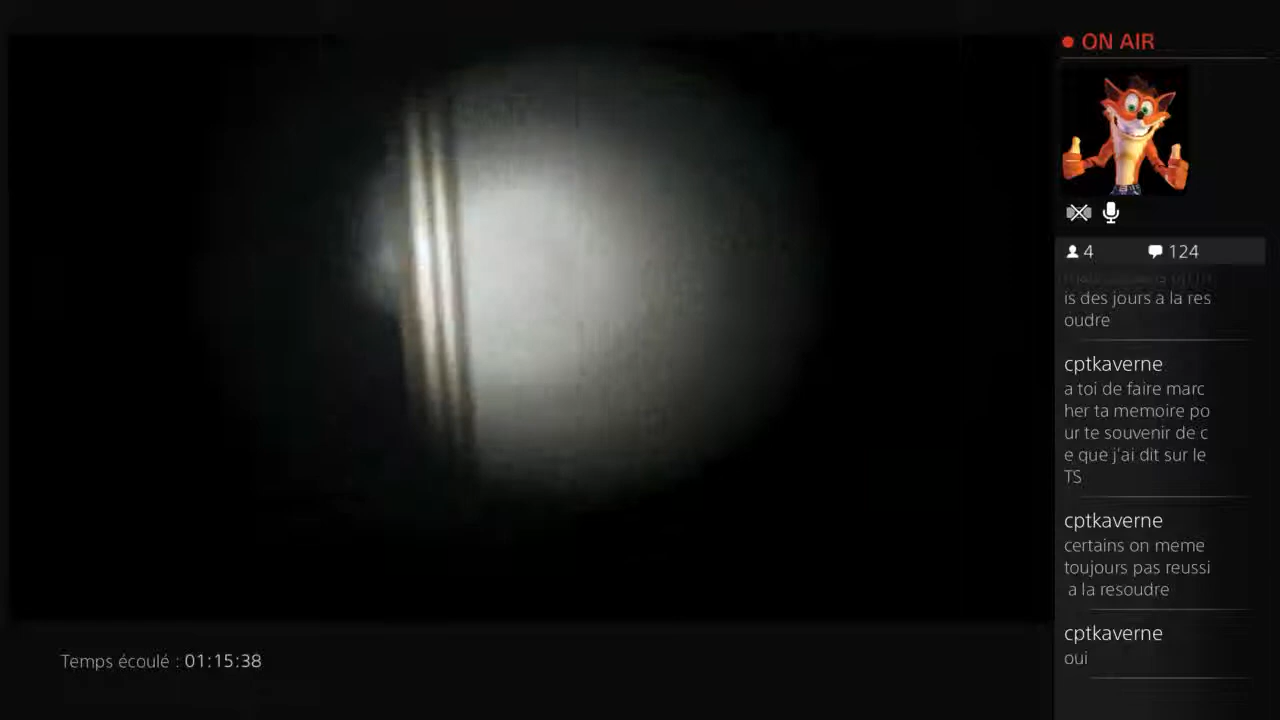 ON AIR
4 124
is des jours a la res
oudre
cptkaverne
a toi de faire marc
her ta memoire po
ur te souvenir de c
e que j'ai dit sur le
TS
cptkaverne
certains on meme
toujours pas reussi
a la resoudre
cptkaverne
oui
Temps écoulé : 01:15:38